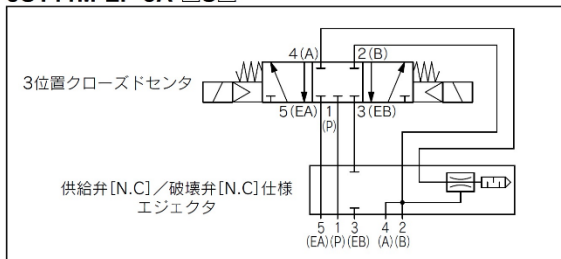 4(A) 2(B)
3位置クローズドセンタ
5(EA) 1 3(EB)
(P)
供給弁[N.C]/破壊弁[N.C]仕様
エジェクタ
5 1 3 4 2
(EA)(P)(EB) (A)(B)